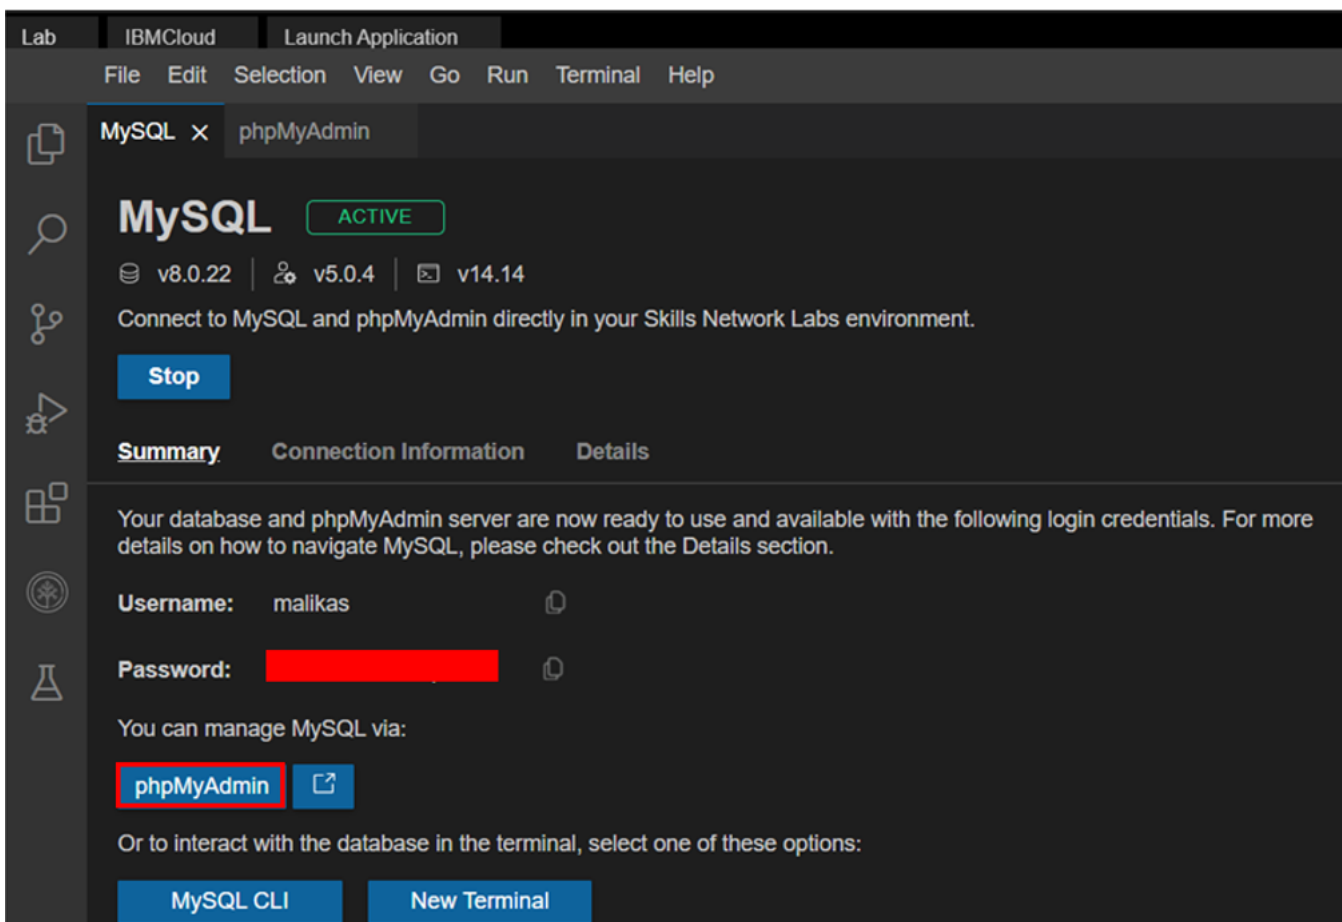 Lab IBMCloud Launch Application
File Edit Selection View Go Run Terminal Help
MySQL phpMyAdmin
MySQL ACTIVE
v8.0.22 v5.0.4 v14.14
Connect to MySQL and phpMyAdmin directly in your Skills Network Labs environment.
Stop
Summary Connection Information Details
Your database and phpMyAdmin server are now ready to use and available with the following login credentials. For more
details on how to navigate MySQL, please check out the Details section.
Username: malikas
Password:
You can manage MySQL via:
phpMyAdmin
Or to interact with the database in the terminal, select one of these options:
MySQL CLI New Terminal